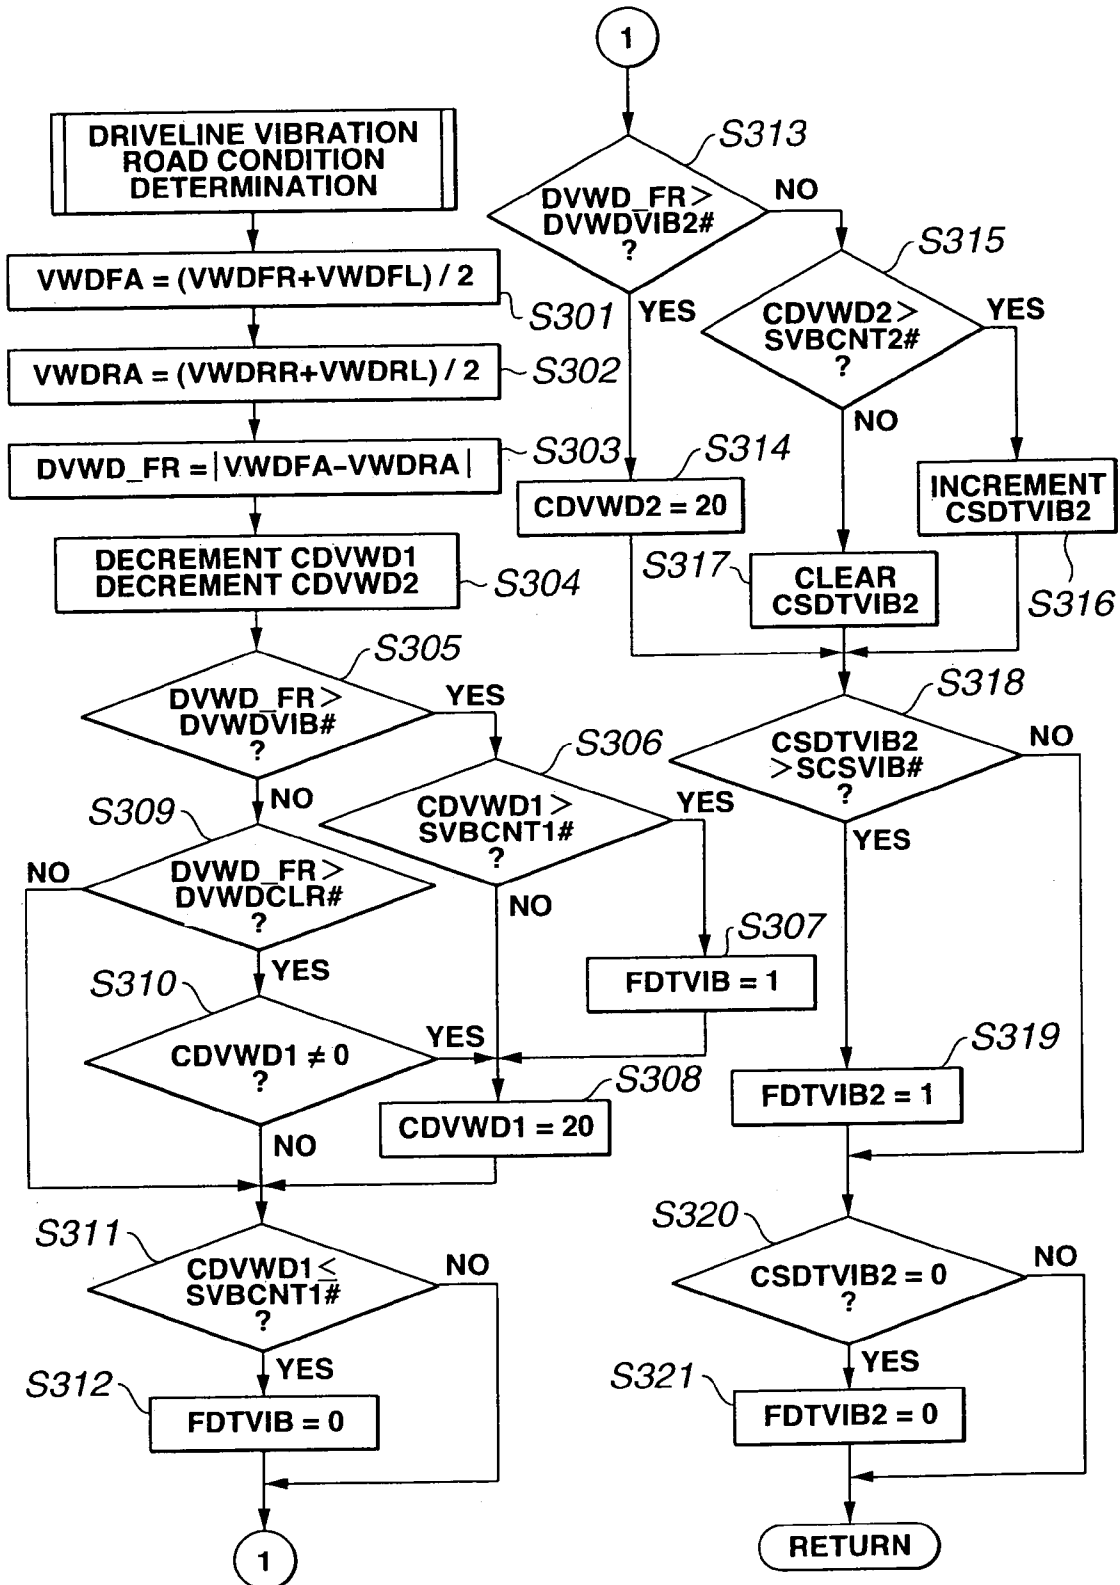 DRIVELINE VIBRATION
ROAD CONDITION
DETERMINATION
VWDFA = (VWDFR+VWDFL) / 2
S301
VWDRA = (VWDRR+VWDRL) / 2
S302
DVWD_FR = |VWDFA-VWDRA|
S303
DECREMENT CDVWD1
DECREMENT CDVWD2
S304
S305
DVWD_FR >
DVWDVIB#
?
YES
NO
S306
CDVWD1 >
SVBCNT1#
?
YES
NO
S307
FDTVIB = 1
S308
CDVWD1 = 20
S309
DVWD_FR >
DVWDCLR#
?
NO
YES
S310
CDVWD1 ≠ 0
?
YES
NO
S311
CDVWD1 ≤
SVBCNT1#
?
NO
YES
S312
FDTVIB = 0
1
1
S313
DVWD_FR >
DVWDVIB2#
?
NO
YES
S314
CDVWD2 = 20
S315
CDVWD2 >
SVBCNT2#
?
YES
NO
INCREMENT
CSDTVIB2
S316
S317
CLEAR
CSDTVIB2
S318
CSDTVIB2
>SCSVIB#
?
NO
YES
S319
FDTVIB2 = 1
S320
CSDTVIB2 = 0
?
NO
YES
S321
FDTVIB2 = 0
RETURN